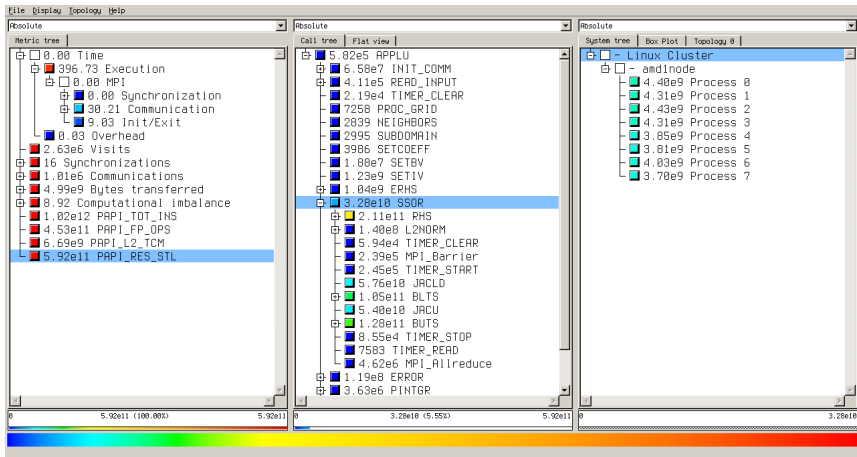 File Display Topology Help
Absolute
Absolute
Absolute
Metric tree
Call tree Flat view
System tree Box Plot Topology 0
0.00 Time
396.73 Execution
0.00 MPI
0.00 Synchronization
30.21 Communication
9.03 Init/Exit
0.03 Overhead
2.63e6 Visits
16 Synchronizations
1.01e6 Communications
4.99e9 Bytes transferred
8.92 Computational imbalance
1.02e12 PAPI_TOT_INS
4.53e11 PAPI_FP_OPS
6.69e9 PAPI_L2_TCM
5.92e11 PAPI_RES_STL
5.82e5 APPLU
6.58e7 INIT_COMM
4.11e5 READ_INPUT
2.19e4 TIMER_CLEAR
7258 PROC_GRID
2839 NEIGHBORS
2995 SUBDOMAIN
3986 SETCOEFF
1.88e7 SETBV
1.23e9 SETIV
1.04e9 ERHS
3.28e10 SSOR
2.11e11 RHS
1.40e8 L2NORM
5.94e4 TIMER_CLEAR
2.39e5 MPI_Barrier
2.45e5 TIMER_START
5.76e10 JACLD
1.05e11 BLTS
5.40e10 JACU
1.28e11 BUTS
8.55e4 TIMER_STOP
7583 TIMER_READ
4.62e6 MPI_Allreduce
1.19e8 ERROR
3.63e6 PINTGR
- Linux Cluster
- amd1node
4.40e9 Process 0
4.31e9 Process 1
4.43e9 Process 2
4.31e9 Process 3
3.85e9 Process 4
3.81e9 Process 5
4.03e9 Process 6
3.70e9 Process 7
0 5.92e11 (100.00%) 5.92e11
0 3.28e10 (5.55%) 5.92e11
0 3.28e10